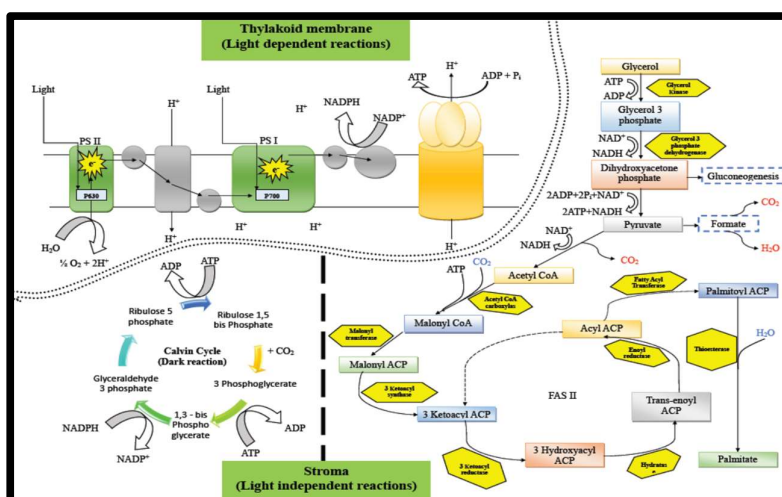 Thylakoid membrane
(Light dependent reactions)
Light
Light
H⁺
H⁺
NADPH
NADP⁺
ATP
H⁺
ADP + Pᵢ
PS II
e⁻
P630
PS I
e⁻
P700
H₂O
½ O₂ + 2H⁺
H⁺
H⁺
H⁺
H⁺
Glycerol
ATP
ADP
Glycerol
Kinase
Glycerol 3
phosphate
NAD⁺
NADH
Glycerol 3
phosphate
dehydrogenase
Dihydroxyacetone
phosphate
Gluconeogenesis
2ADP+2Pᵢ+NAD⁺
2ATP+NADH
Pyruvate
Formate
CO₂
H₂O
NAD⁺
NADH
CO₂
Acetyl CoA
ATP
CO₂
Acetyl CoA
carboxylas
Malonyl CoA
Malonyl
transferase
Malonyl ACP
3 Ketoacyl
synthase
3 Ketoacyl ACP
3 Ketoacyl
reductase
3 Hydroxyacyl
ACP
Hydratas
e
Trans-enoyl
ACP
Enoyl
reductase
Acyl ACP
FAS II
Fatty Acyl
Transferase
Palmitoyl ACP
H₂O
Thioesterase
Palmitate
ADP
ATP
Ribulose 5
phosphate
Ribulose 1,5
bis Phosphate
Calvin Cycle
(Dark reaction)
+ CO₂
Glyceraldehyde
3 phosphate
3 Phosphoglycerate
1,3 - bis
Phospho
glycerate
NADPH
NADP⁺
ADP
ATP
Stroma
(Light independent reactions)